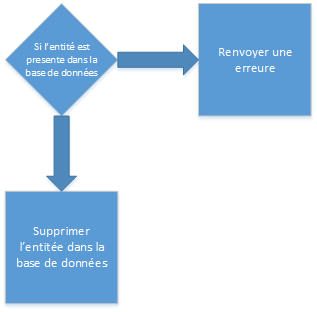 Si l'entité est
presente dans la
base de données
Renvoyer une
erreure
Supprimer
l'entitée dans la
base de données